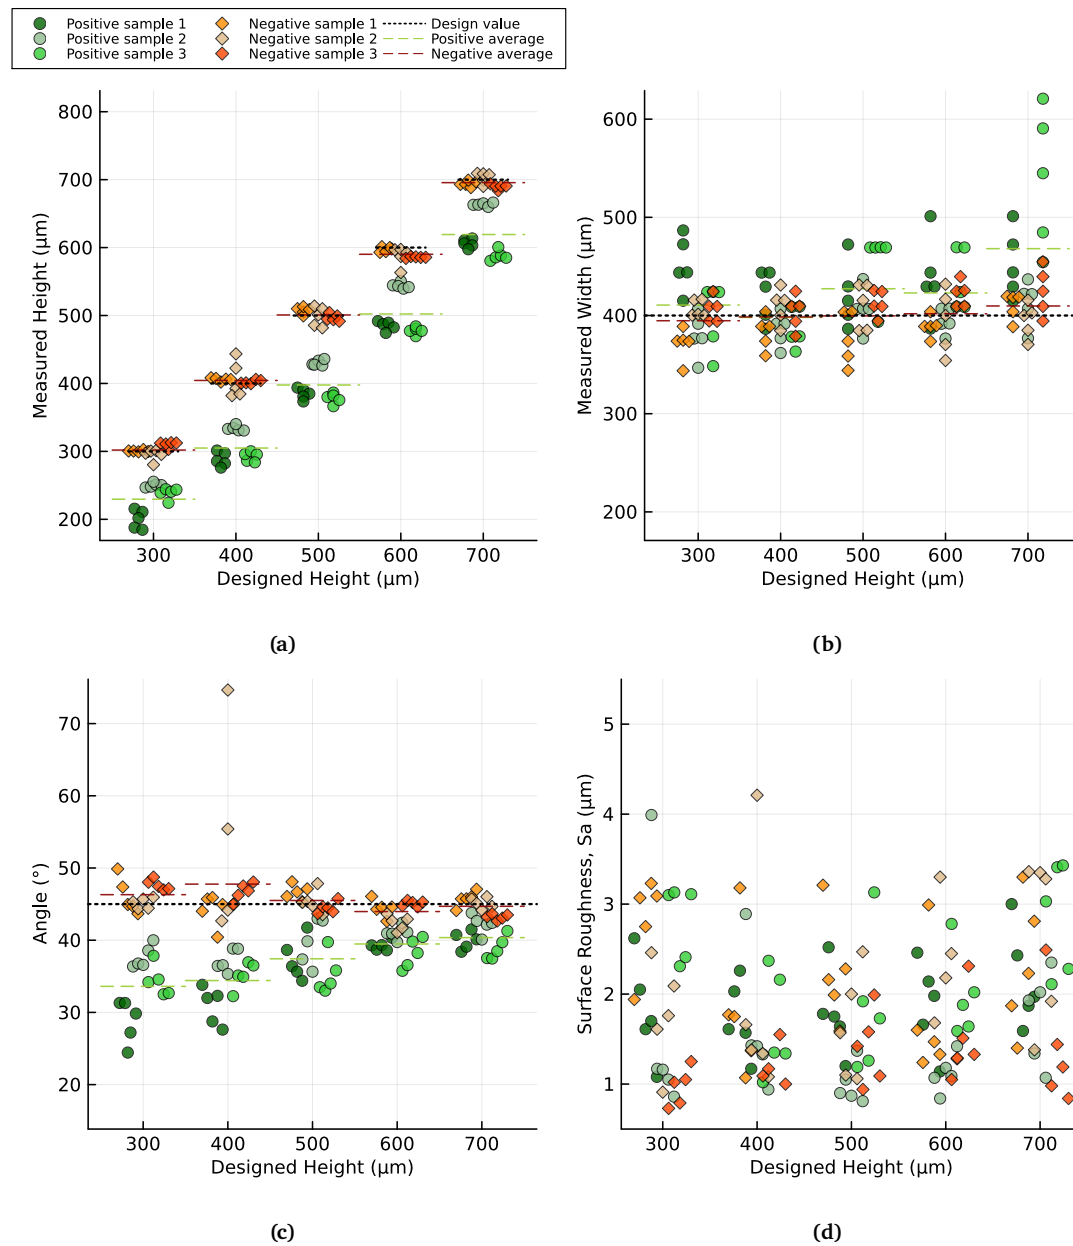 Positive sample 1 Negative sample 1 Design value
Positive sample 2 Negative sample 2 Positive average
Positive sample 3 Negative sample 3 Negative average
800
700
600
500
400
300
200
Measured Height (μm)
300 400 500 600 700
Designed Height (μm)
(a)
600
500
400
300
200
Measured Width (μm)
300 400 500 600 700
Designed Height (μm)
(b)
70
60
50
40
30
20
Angle (°)
300 400 500 600 700
Designed Height (μm)
(c)
5
4
3
2
1
Surface Roughness, Sa (μm)
300 400 500 600 700
Designed Height (μm)
(d)